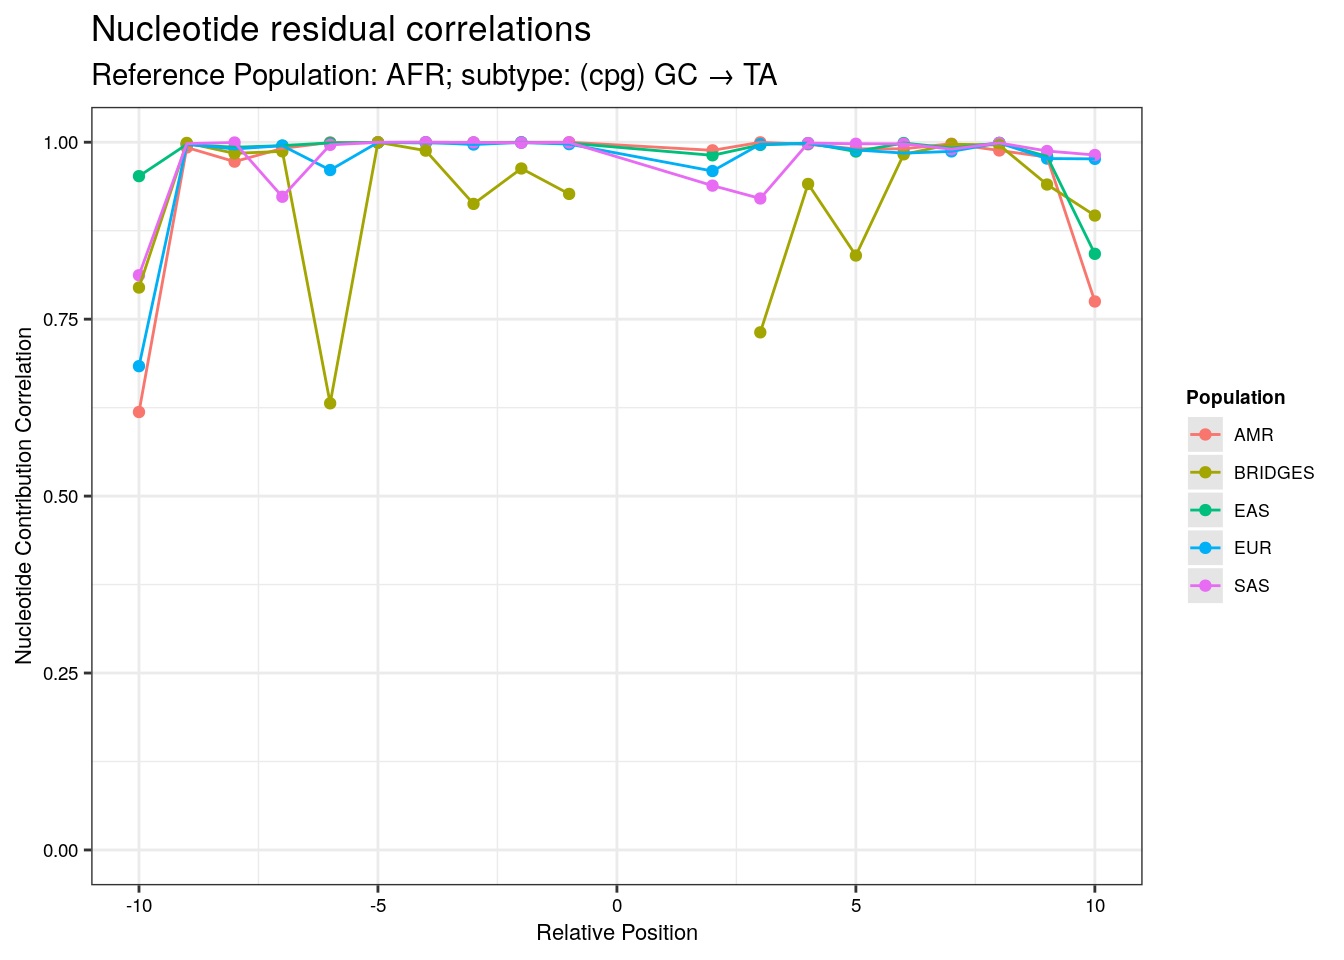 Nucleotide residual correlations
Reference Population: AFR; subtype: (cpg) GC → TA
Nucleotide Contribution Correlation
1.00
0.75
0.50
0.25
0.00
-10
-5
0
5
10
Relative Position
Population
AMR
BRIDGES
EAS
EUR
SAS